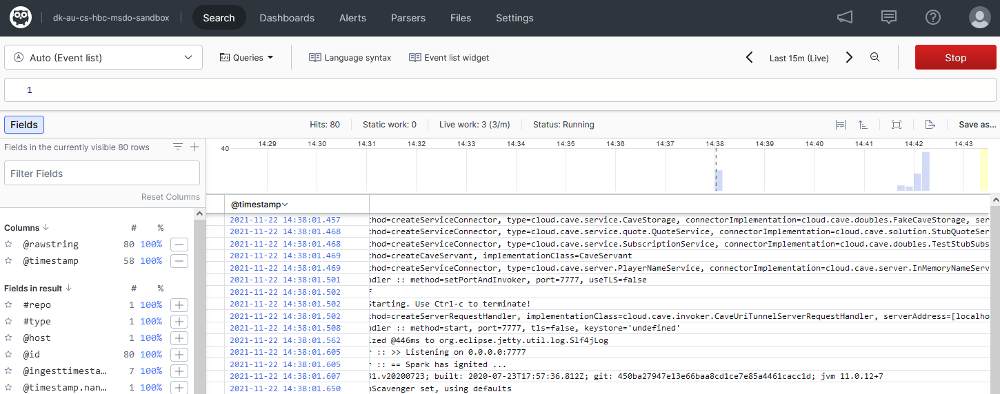 dk-au-cs-hbc-msdo-sandbox Search Dashboards Alerts Parsers Files Settings
A Auto (Event list) Queries Language syntax Event list widget Last 15m (Live) Stop
1
Fields Hits: 80 Static work: 0 Live work: 3 (3/m) Status: Running Save as...
Fields in the currently visible 80 rows
40 14:29 14:30 14:31 14:32 14:33 14:34 14:35 14:36 14:37 14:38 14:39 14:40 14:41 14:42 14:43
Filter Fields
Reset Columns
Columns # %
@rawstring 80 100%
@timestamp 58 100%
Fields in result # %
#repo 1 100%
#type 1 100%
@host 1 100%
@id 80 100%
@ingesttimesta... 7 100%
@timestamp.nan... 1 100%
@timestamp
2021-11-22 14:38:01.457 thod=createServiceConnector, type=cloud.cave.service.CaveStorage, connectorImplementation=cloud.cave.doubles.FakeCaveStorage, ser
2021-11-22 14:38:01.468 thod=createServiceConnector, type=cloud.cave.service.quote.QuoteService, connectorImplementation=cloud.cave.solution.StubQuoteSer
2021-11-22 14:38:01.468 thod=createServiceConnector, type=cloud.cave.service.SubscriptionService, connectorImplementation=cloud.cave.doubles.TestStubSubs
2021-11-22 14:38:01.469 thod=createCaveServant, implementationClass=CaveServant
2021-11-22 14:38:01.469 thod=createServiceConnector, type=cloud.cave.server.PlayerNameService, connectorImplementation=cloud.cave.server.InMemoryNameServ
2021-11-22 14:38:01.501 ndler :: method=setPortAndInvoker, port=7777, useTLS=false
2021-11-22 14:38:01.502 f
2021-11-22 14:38:01.502 Starting. Use Ctrl-c to terminate!
2021-11-22 14:38:01.502 thod=createServerRequestHandler, implementationClass=cloud.cave.invoker.CaveUriTunnelServerRequestHandler, serverAddress=[localho
2021-11-22 14:38:01.508 ndler :: method=start, port=7777, tls=false, keystore='undefined'
2021-11-22 14:38:01.562 ized @446ms to org.eclipse.jetty.util.log.Slf4jLog
2021-11-22 14:38:01.605 r :: >> Listening on 0.0.0.0:7777
2021-11-22 14:38:01.605 r :: == Spark has ignited ...
2021-11-22 14:38:01.607 31.v20200723; built: 2020-07-23T17:57:36.812Z; git: 450ba27947e13e66baa8cd1ce7e85a4461cacc1d; jvm 11.0.12+7
2021-11-22 14:38:01.650 nScavenger set, using defaults